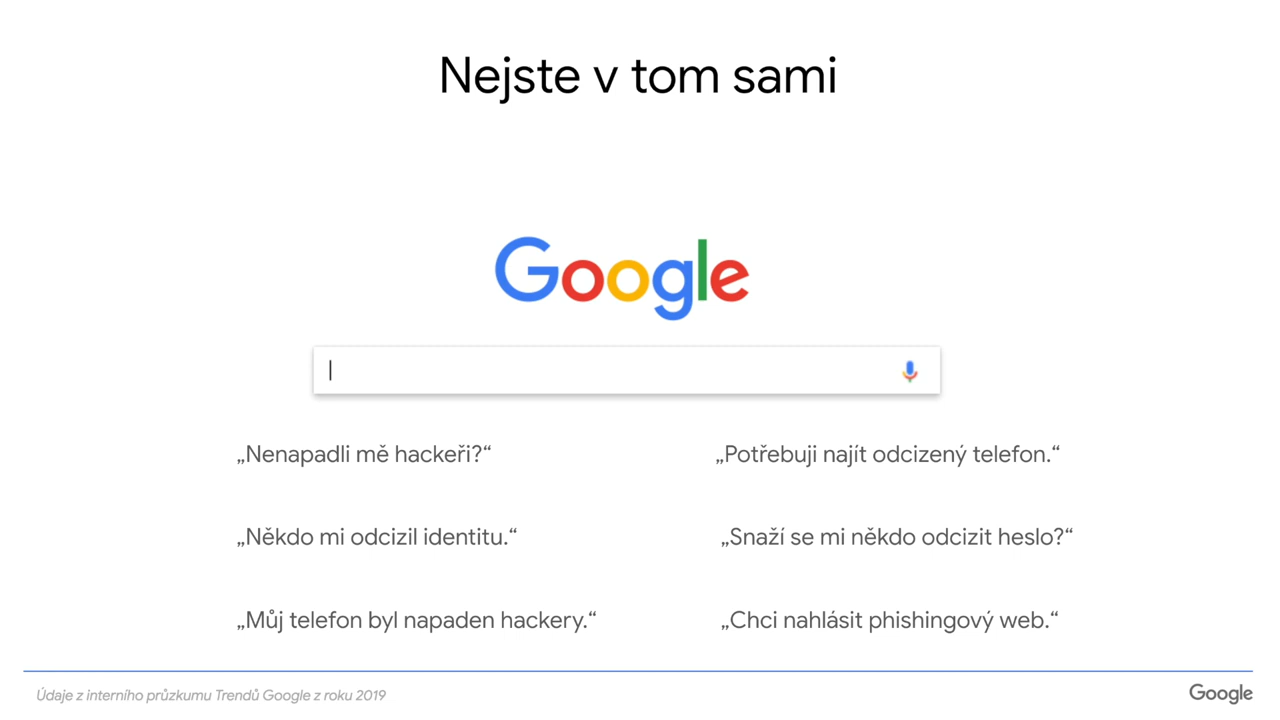 Nejste v tom sami
Google
„Nenapadli mě hackeři?“
„Potřebuji najít odcizený telefon.“
„Někdo mi odcizil identitu.“
„Snaží se mi někdo odcizit heslo?“
„Můj telefon byl napaden hackery.“
„Chci nahlásit phishingový web.“
Údaje z interního průzkumu Trendů Google z roku 2019
Google